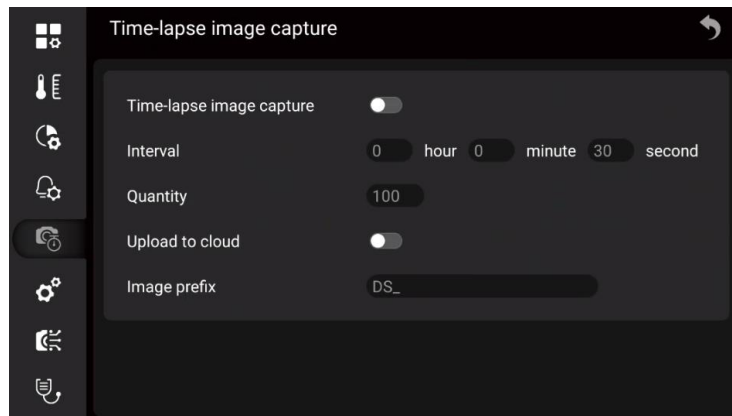 Time-lapse image capture
Time-lapse image capture
Interval 0 hour 0 minute 30 second
Quantity 100
Upload to cloud
Image prefix DS_